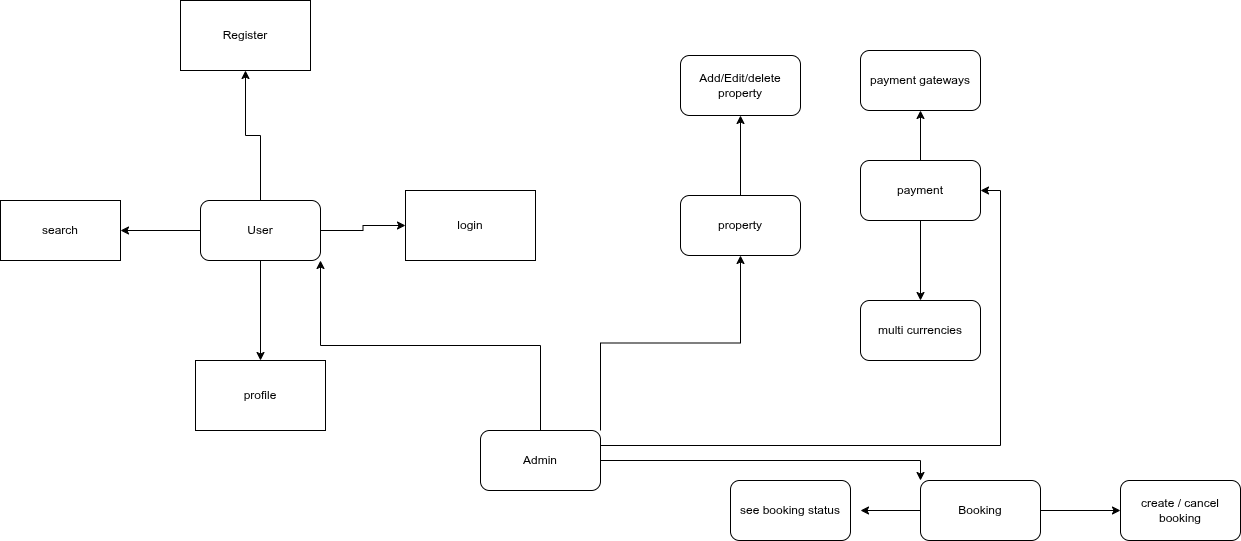 Register
Add/Edit/delete
property
payment gateways
payment
search
User
login
property
multi currencies
profile
Admin
see booking status
Booking
create / cancel
booking